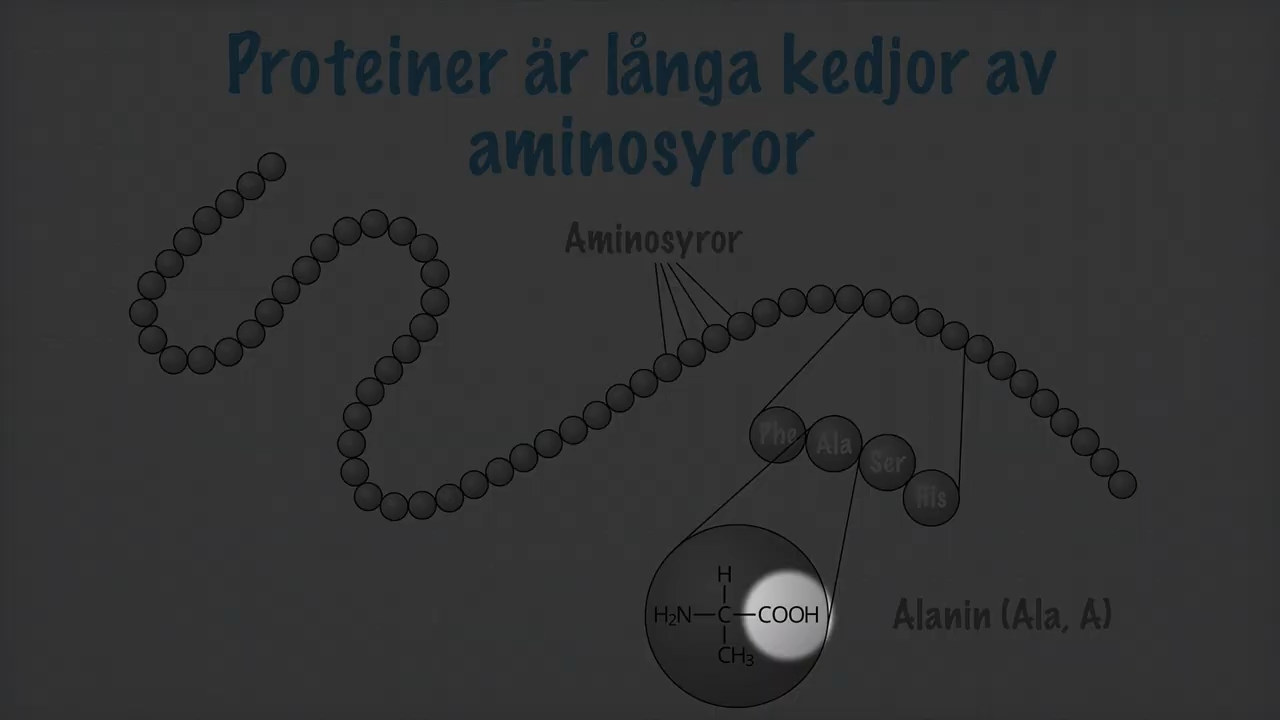 Proteiner är långa kedjor av
aminosyror
Aminosyror
Phe
Ala
Ser
His
H
H₂N—C—COOH
CH₃
Alanin (Ala, A)